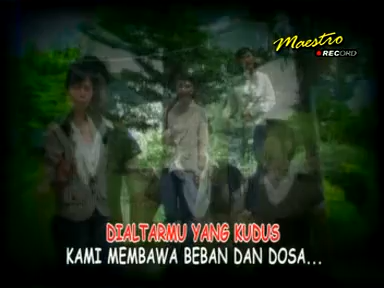 Maestro
RECORD
DIALTARMU YANG KUDUS
KAMI MEMBAWA BEBAN DAN DOSA...